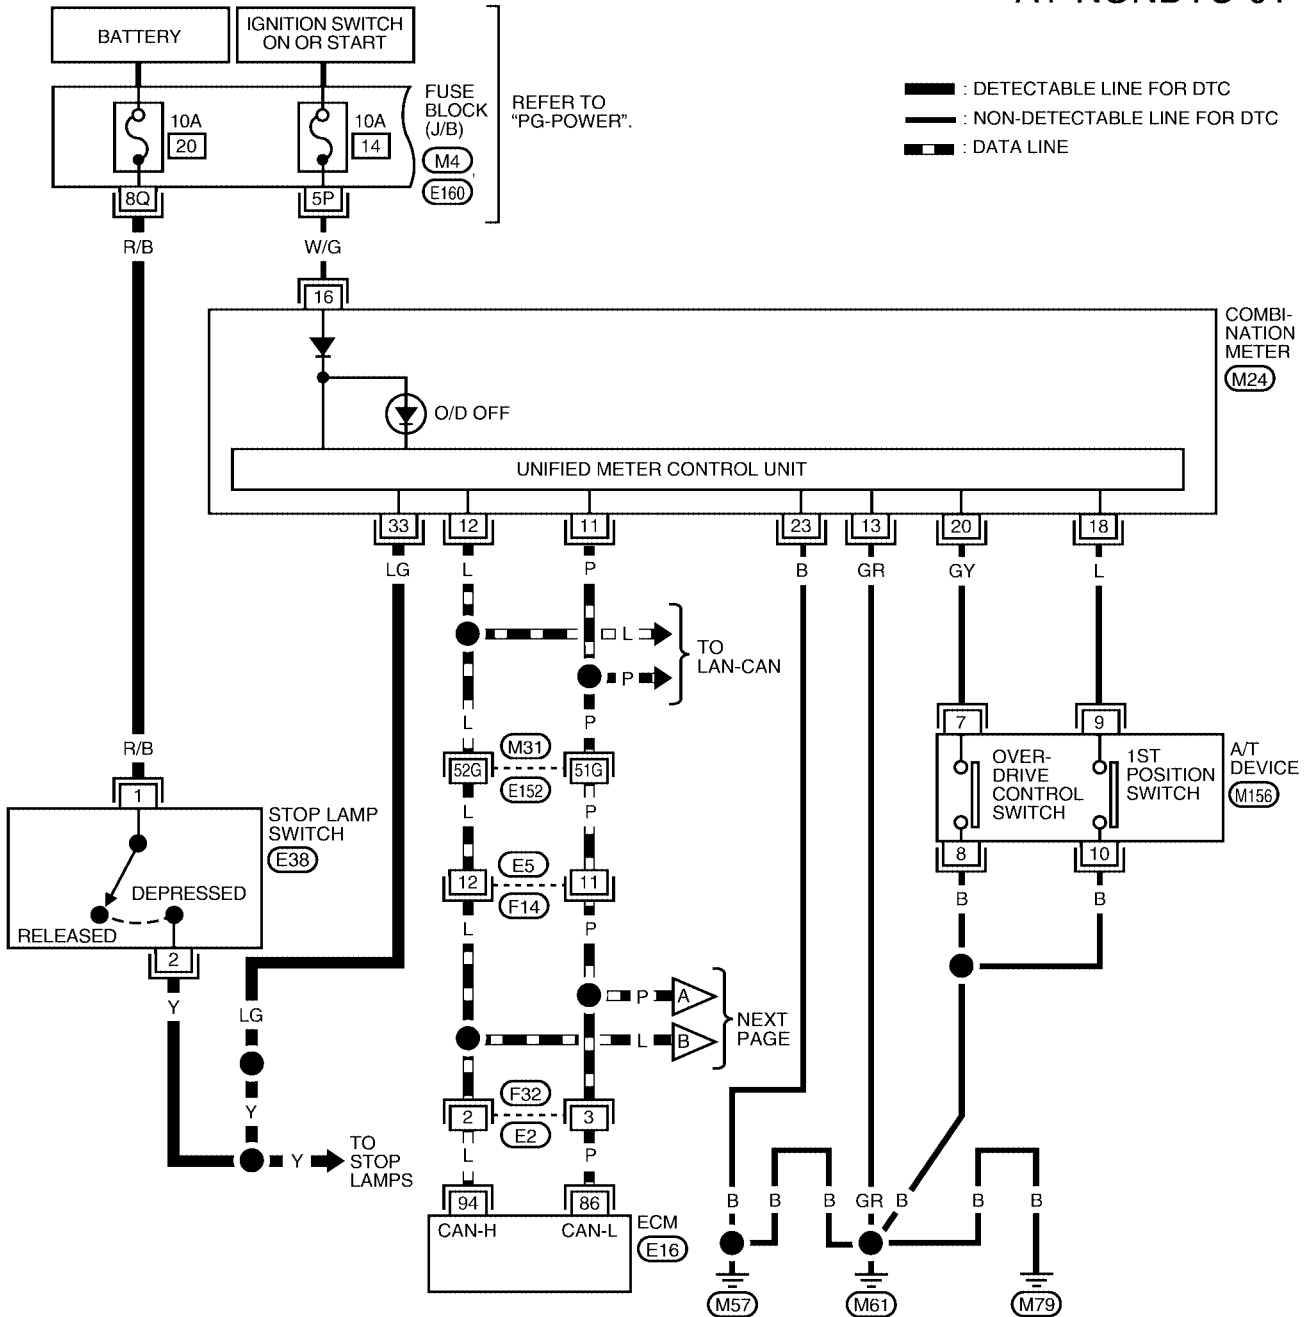 BATTERY
IGNITION SWITCH
ON OR START
FUSE
BLOCK
(J/B)
M4
,
E160
REFER TO
"PG-POWER".
: DETECTABLE LINE FOR DTC
: NON-DETECTABLE LINE FOR DTC
: DATA LINE
10A
20
10A
14
8Q
5P
R/B
W/G
16
COMBI-
NATION
METER
M24
O/D OFF
UNIFIED METER CONTROL UNIT
33
12
11
23
13
20
18
LG
L
P
B
GR
GY
L
L
P
TO
LAN-CAN
L
P
M31
52G
51G
E152
L
P
E5
12
11
F14
L
P
7
9
OVER-
DRIVE
CONTROL
SWITCH
1ST
POSITION
SWITCH
A/T
DEVICE
M156
8
10
B
B
R/B
1
STOP LAMP
SWITCH
E38
DEPRESSED
RELEASED
2
Y
LG
Y
Y
TO
STOP
LAMPS
P
A
L
B
NEXT
PAGE
F32
2
3
E2
L
P
94
86
CAN-H
CAN-L
ECM
E16
B
B
B
GR
B
B
B
M57
M61
M79